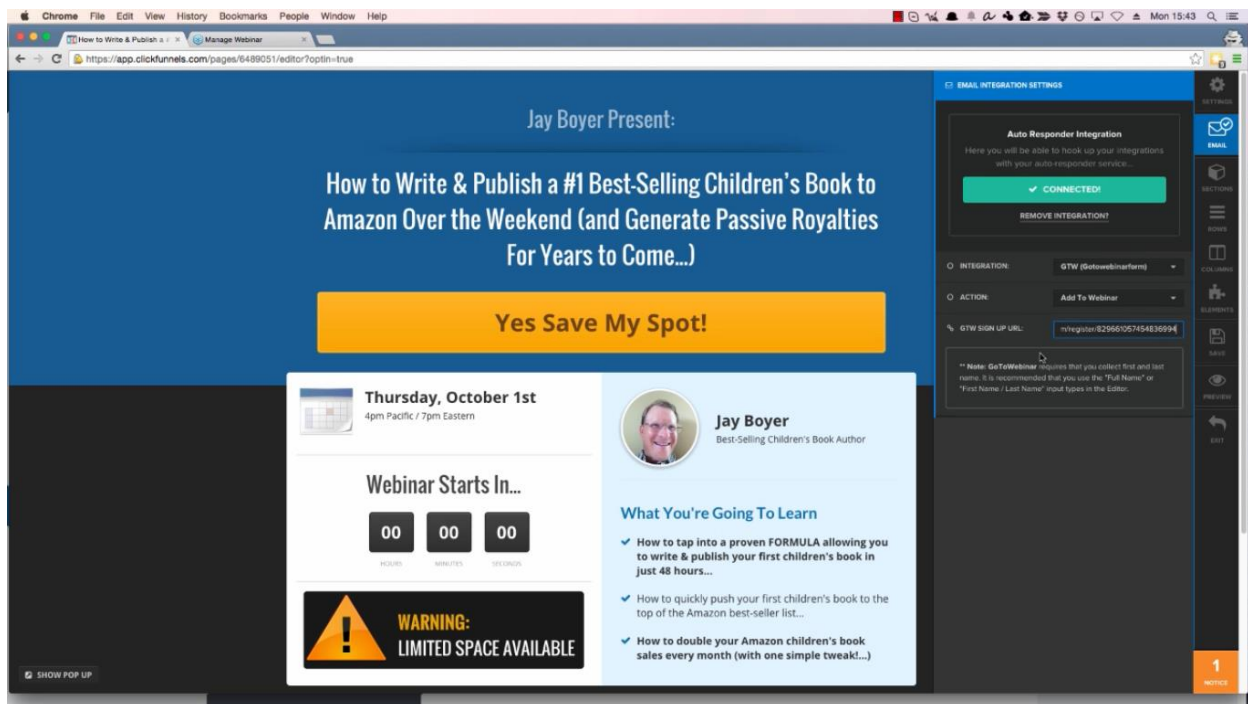 Chrome File Edit View History Bookmarks People Window Help
Mon 15:43
How to Write & Publish a
Manage Webinar
https://app.clickfunnels.com/pages/6489051/editor?optin=true
Jay Boyer Present:
How to Write & Publish a #1 Best-Selling Children's Book to
Amazon Over the Weekend (and Generate Passive Royalties
For Years to Come...)
Yes Save My Spot!
Thursday, October 1st
4pm Pacific / 7pm Eastern
Webinar Starts In...
00 00 00
HOURS MINUTES SECONDS
WARNING:
LIMITED SPACE AVAILABLE
Jay Boyer
Best-Selling Children's Book Author
What You're Going To Learn
How to tap into a proven FORMULA allowing you
to write & publish your first children's book in
just 48 hours...
How to quickly push your first children's book to the
top of the Amazon best-seller list...
How to double your Amazon children's book
sales every month (with one simple tweak!...)
SHOW POP UP
EMAIL INTEGRATION SETTINGS
Auto Responder Integration
Here you will be able to hook up your integrations
with your auto-responder service...
CONNECTED!
REMOVE INTEGRATION?
INTEGRATION: GTW (Gotowebinarfarm)
ACTION: Add To Webinar
GTW SIGN UP URL: n/register/829661057454836994
** Note: GoToWebinar requires that you collect first and last
name. It is recommended that you use the "Full Name" or
"First Name / Last Name" input types in the Editor.
SETTINGS
EMAIL
SECTIONS
ROWS
COLUMNS
ELEMENTS
SAVE
PREVIEW
EXIT
1
NOTICE